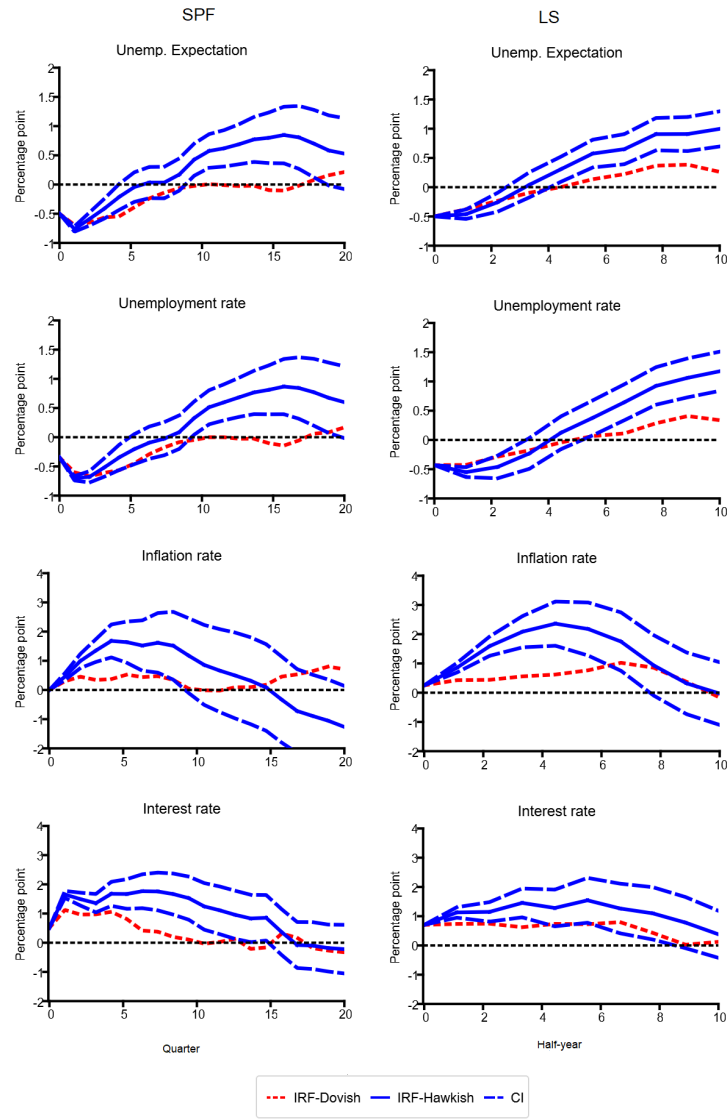 SPF LS
Unemp. Expectation Unemp. Expectation
Percentage point Percentage point
2 2
1.5 1.5
1 1
0.5 0.5
0 0
-0.5 -0.5
-1 -1
0 5 10 15 20 0 2 4 6 8 10
Unemployment rate Unemployment rate
Percentage point Percentage point
2 2
1.5 1.5
1 1
0.5 0.5
0 0
-0.5 -0.5
-1 -1
0 5 10 15 20 0 2 4 6 8 10
Inflation rate Inflation rate
Percentage point Percentage point
4 4
3 3
2 2
1 1
0 0
-1 -1
-2 -2
0 5 10 15 20 0 2 4 6 8 10
Interest rate Interest rate
Percentage point Percentage point
4 4
3 3
2 2
1 1
0 0
-1 -1
-2 -2
0 5 10 15 20 0 2 4 6 8 10
Quarter Half-year
IRF-Dovish IRF-Hawkish CI